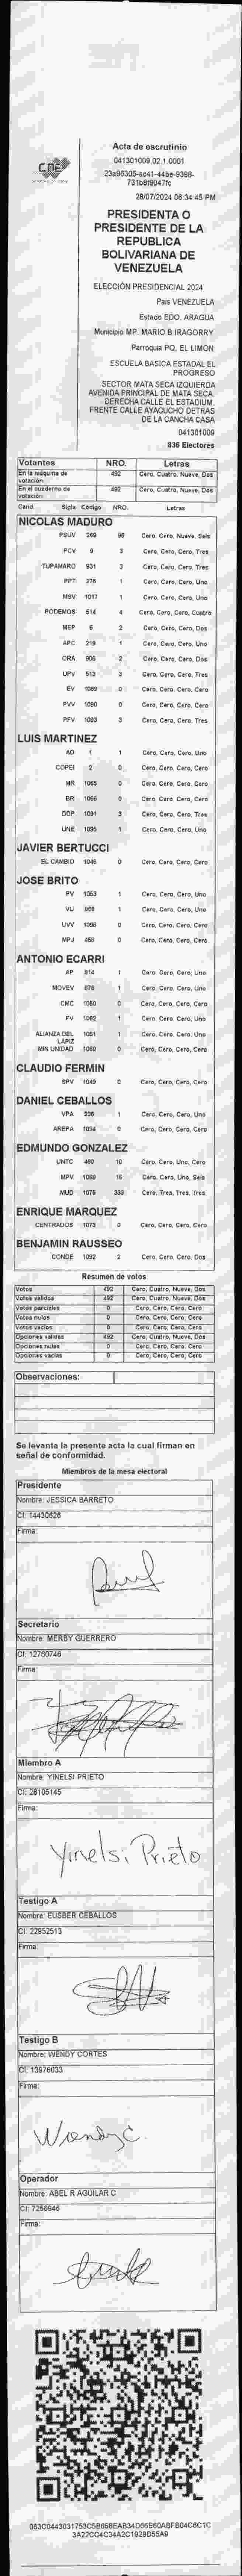 Acta de escrutinio
041301009.02.1.0001
23a96305-ac41-44be-9398-
731b6f9047fc
28/07/2024 06:34:45 PM
CNE
PRESIDENTA O
PRESIDENTE DE LA
REPUBLICA
BOLIVARIANA DE
VENEZUELA
ELECCIÓN PRESIDENCIAL 2024
País VENEZUELA
Estado EDO. ARAGUA
Municipio MP. MARIO B IRAGORRY
Parroquia PQ. EL LIMON
ESCUELA BASICA ESTADAL EL
PROGRESO
SECTOR MATA SECA IZQUIERDA
AVENIDA PRINCIPAL DE MATA SECA.
DERECHA CALLE EL ESTADIUM.
FRENTE CALLE AYACUCHO DETRAS
DE LA CANCHA CASA
041301009
836 Electores
Votantes NRO. Letras
En la máquina de votación 492 Cero, Cuatro, Nueve, Dos
En el cuaderno de votación 492 Cero, Cuatro, Nueve, Dos
Cand Sigla Código NRO. Letras
NICOLAS MADURO
PSUV 269 96 Cero, Cero, Nueve, Seis
PCV 9 3 Cero, Cero, Cero, Tres
TUPAMARO 931 3 Cero, Cero, Cero, Tres
PPT 276 1 Cero, Cero, Cero, Uno
MSV 1017 1 Cero, Cero, Cero, Uno
PODEMOS 514 4 Cero, Cero, Cero, Cuatro
MEP 6 2 Cero, Cero, Cero, Dos
APC 219 1 Cero, Cero, Cero, Uno
ORA 906 2 Cero, Cero, Cero, Dos
UPV 513 3 Cero, Cero, Cero, Tres
EV 1089 0 Cero, Cero, Cero, Cero
PVV 1090 0 Cero, Cero, Cero, Cero
PFV 1093 3 Cero, Cero, Cero, Tres
LUIS MARTINEZ
AD 1 1 Cero, Cero, Cero, Uno
COPEI 2 0 Cero, Cero, Cero, Cero
MR 1065 0 Cero, Cero, Cero, Cero
BR 1066 0 Cero, Cero, Cero, Cero
DDP 1091 3 Cero, Cero, Cero, Tres
UNE 1095 1 Cero, Cero, Cero, Uno
JAVIER BERTUCCI
EL CAMBIO 1048 0 Cero, Cero, Cero, Cero
JOSE BRITO
PV 1053 1 Cero, Cero, Cero, Uno
VU 868 1 Cero, Cero, Cero, Uno
UVV 1098 0 Cero, Cero, Cero, Cero
MPJ 458 0 Cero, Cero, Cero, Cero
ANTONIO ECARRI
AP 814 1 Cero, Cero, Cero, Uno
MOVEV 878 1 Cero, Cero, Cero, Uno
CMC 1050 0 Cero, Cero, Cero, Cero
FV 1062 1 Cero, Cero, Cero, Uno
ALIANZA DEL LAPIZ 1051 1 Cero, Cero, Cero, Uno
MIN UNIDAD 1068 0 Cero, Cero, Cero, Cero
CLAUDIO FERMIN
SPV 1049 0 Cero, Cero, Cero, Cero
DANIEL CEBALLOS
VPA 236 1 Cero, Cero, Cero, Uno
AREPA 1094 0 Cero, Cero, Cero, Cero
EDMUNDO GONZALEZ
UNTC 460 10 Cero, Cero, Uno, Cero
MPV 1069 16 Cero, Cero, Uno, Seis
MUD 1075 333 Cero, Tres, Tres, Tres
ENRIQUE MARQUEZ
CENTRADOS 1072 0 Cero, Cero, Cero, Cero
BENJAMIN RAUSSEO
CONDE 1092 2 Cero, Cero, Cero, Dos
Resumen de votos
Votos 492 Cero, Cuatro, Nueve, Dos
Votos validos 492 Cero, Cuatro, Nueve, Dos
Votos parciales 0 Cero, Cero, Cero, Cero
Votos nulos 0 Cero, Cero, Cero, Cero
Votos vacíos 0 Cero, Cero, Cero, Cero
Opciones validas 492 Cero, Cuatro, Nueve, Dos
Opciones nulas 0 Cero, Cero, Cero, Cero
Opciones vacías 0 Cero, Cero, Cero, Cero
Observaciones:
Se levanta la presente acta la cual firman en
señal de conformidad.
Miembros de la mesa electoral
Presidente
Nombre: JESSICA BARRETO
CI: 14430626
Firma:
Secretario
Nombre: MERBY GUERRERO
CI: 12760746
Firma:
Miembro A
Nombre: YINELSI PRIETO
CI: 28105145
Firma:
Yinelsi Prieto
Testigo A
Nombre: EUSBER CEBALLOS
CI: 22952513
Firma:
Testigo B
Nombre: WENDY CORTES
CI: 13976033
Firma:
Wendy C.
Operador
Nombre: ABEL R AGUILAR C
CI: 7256946
Firma:
083C0443031753C5B658EAB34D66E60ABFB04C8C1C
3A22CC4C34A2C1929D55A9